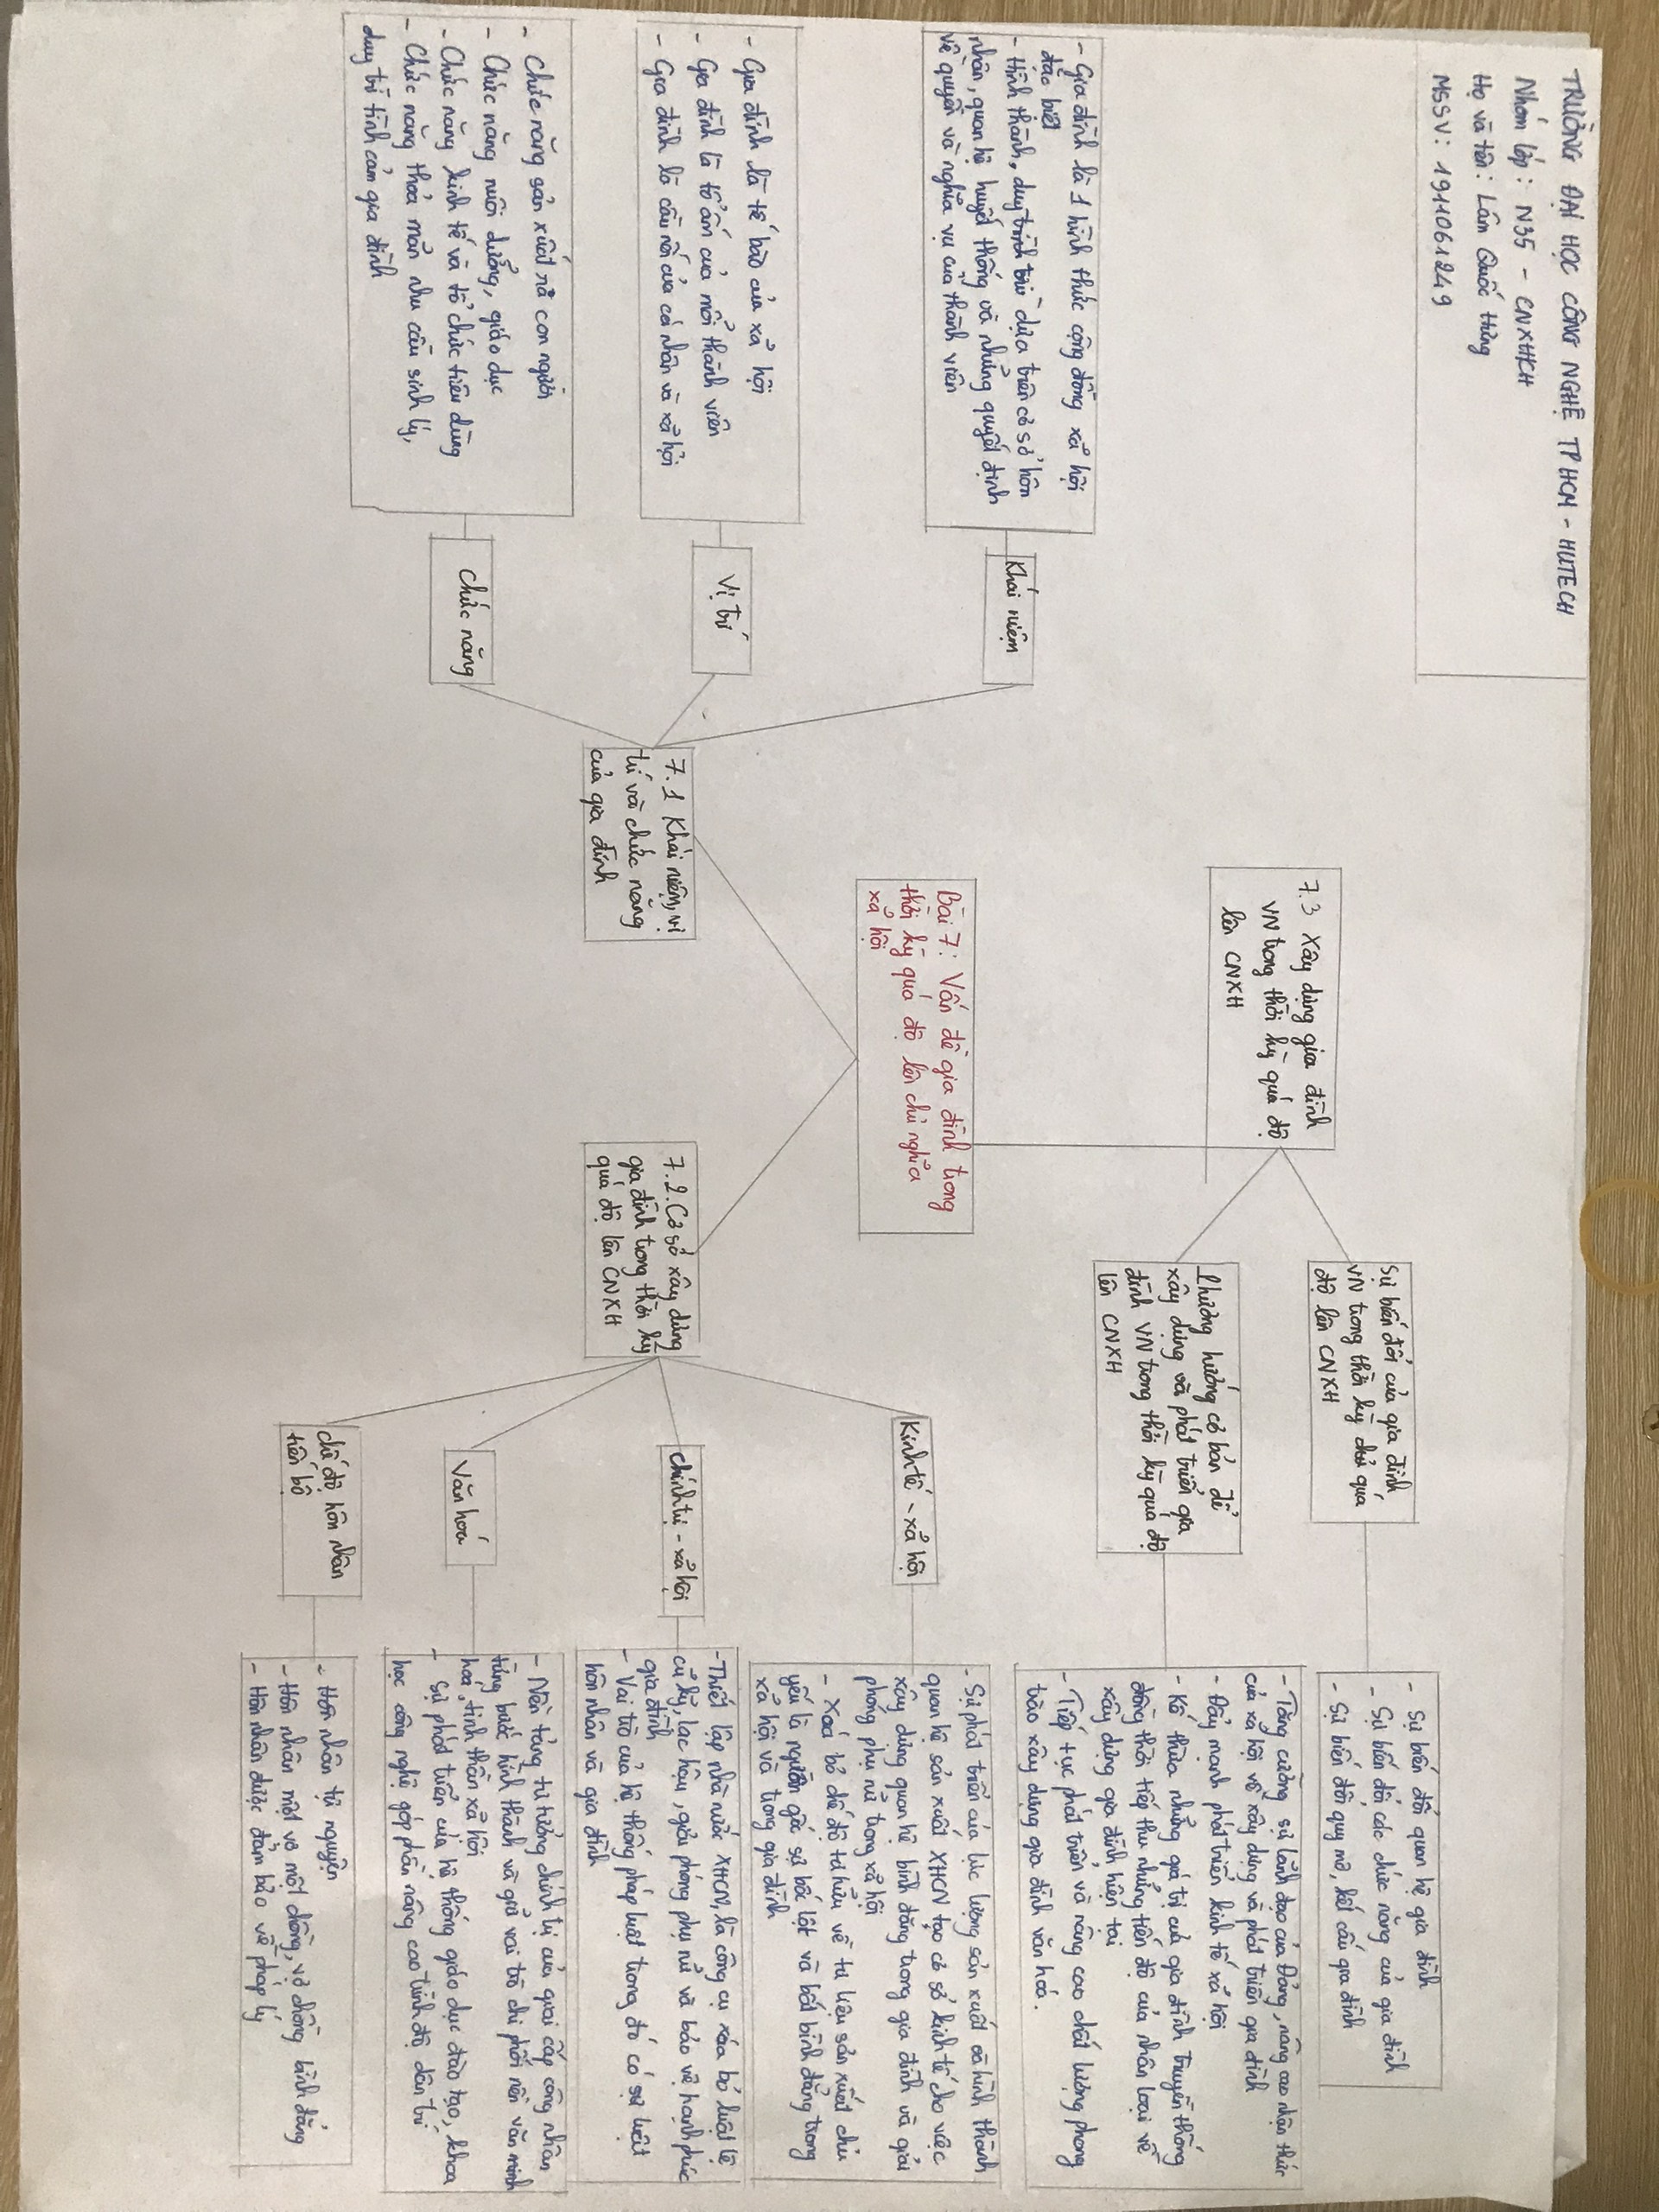 TRƯỜNG ĐẠI HỌC CÔNG NGHỆ TP HCM - HUTECH
Nhóm lớp: N35 - CNXHKH
Họ và tên: Lâm Quốc Hưng
MSSV: 1911061249
7.3 Xây dựng gia đình
VN trong thời kỳ quá độ
lên CNXH
Sự biến đổi của gia đình
VN trong thời kỳ chủ quá
độ lên CNXH
- Sự biến đổi quan hệ gia đình
- Sự biến đổi các chức năng của gia đình
- Sự biến đổi quy mô, kết cấu gia đình
Phương hướng cơ bản để
xây dựng và phát triển gia
đình VN trong thời kỳ quá độ
lên CNXH
- Tăng cường sự lãnh đạo của Đảng, nâng cao nhận thức
của xã hội về xây dựng và phát triển gia đình
- Đẩy mạnh phát triển kinh tế xã hội
- Kế thừa những giá trị của gia đình truyền thống
đồng thời tiếp thu những tiến độ của nhân loại về
xây dựng gia đình hiện tại
- Tiếp tục phát triển và nâng cao chất lượng phong
trào xây dựng gia đình văn hoá.
Bài 7: Vấn đề gia đình trong
thời kỳ quá độ lên chủ nghĩa
xã hội
7.1 Khái niệm, vị
trí và chức năng
của gia đình
Khái niệm
- Gia đình là 1 hình thức cộng đồng xã hội
đặc biệt
- Hình thành, duy trì dựa trên cơ sở hôn
nhân, quan hệ huyết thống và những quyết định
về quyền và nghĩa vụ của thành viên
Vị trí
- Gia đình là tế bào của xã hội
- Gia đình là tổ ấm của mỗi thành viên
- Gia đình là cầu nối của cá nhân và xã hội
Chức năng
- Chức năng sản xuất ra con người
- Chức năng nuôi dưỡng, giáo dục
- Chức năng kinh tế và tổ chức tiêu dùng
- Chức năng thoả mãn nhu cầu sinh lý,
duy trì tình cảm gia đình
7.2. Cơ sở xây dựng
gia đình trong thời kỳ
quá độ lên CNXH
Kinh tế - xã hội
- Sự phát triển của lực lượng sản xuất và hình thành
quan hệ sản xuất XHCN tạo cơ sở kinh tế cho việc
xây dựng quan hệ bình đẳng trong gia đình và giải
phóng phụ nữ trong xã hội
- Xoá bỏ chế độ tư hữu về tư liệu sản xuất chủ
yếu là nguồn gốc sự bốc lột và bất bình đẳng trong
xã hội và trong gia đình
Chính trị - xã hội
- Thiết lập nhà nước XHCN, là công cụ xóa bỏ luật lệ
cũ kỹ, lạc hậu, giải phóng phụ nữ và bảo vệ hạnh phúc
gia đình
- Vai trò của hệ thống pháp luật trong đó có sự luật
hôn nhân và gia đình
Văn hoá
- Nền tảng tư tưởng chính trị của giai cấp công nhân
từng bước hình thành và giữ vai trò chi phối nền văn minh
hoá, tinh thần xã hội
- Sự phát triển của hệ thống giáo dục đào tạo, khoa
học công nghệ góp phần nâng cao trình độ dân trí
chế độ hôn nhân
tiến bộ
- Hôn nhân tự nguyện
- Hôn nhân một vợ một chồng, vợ chồng bình đẳng
- Hôn nhân được đảm bảo về pháp lý